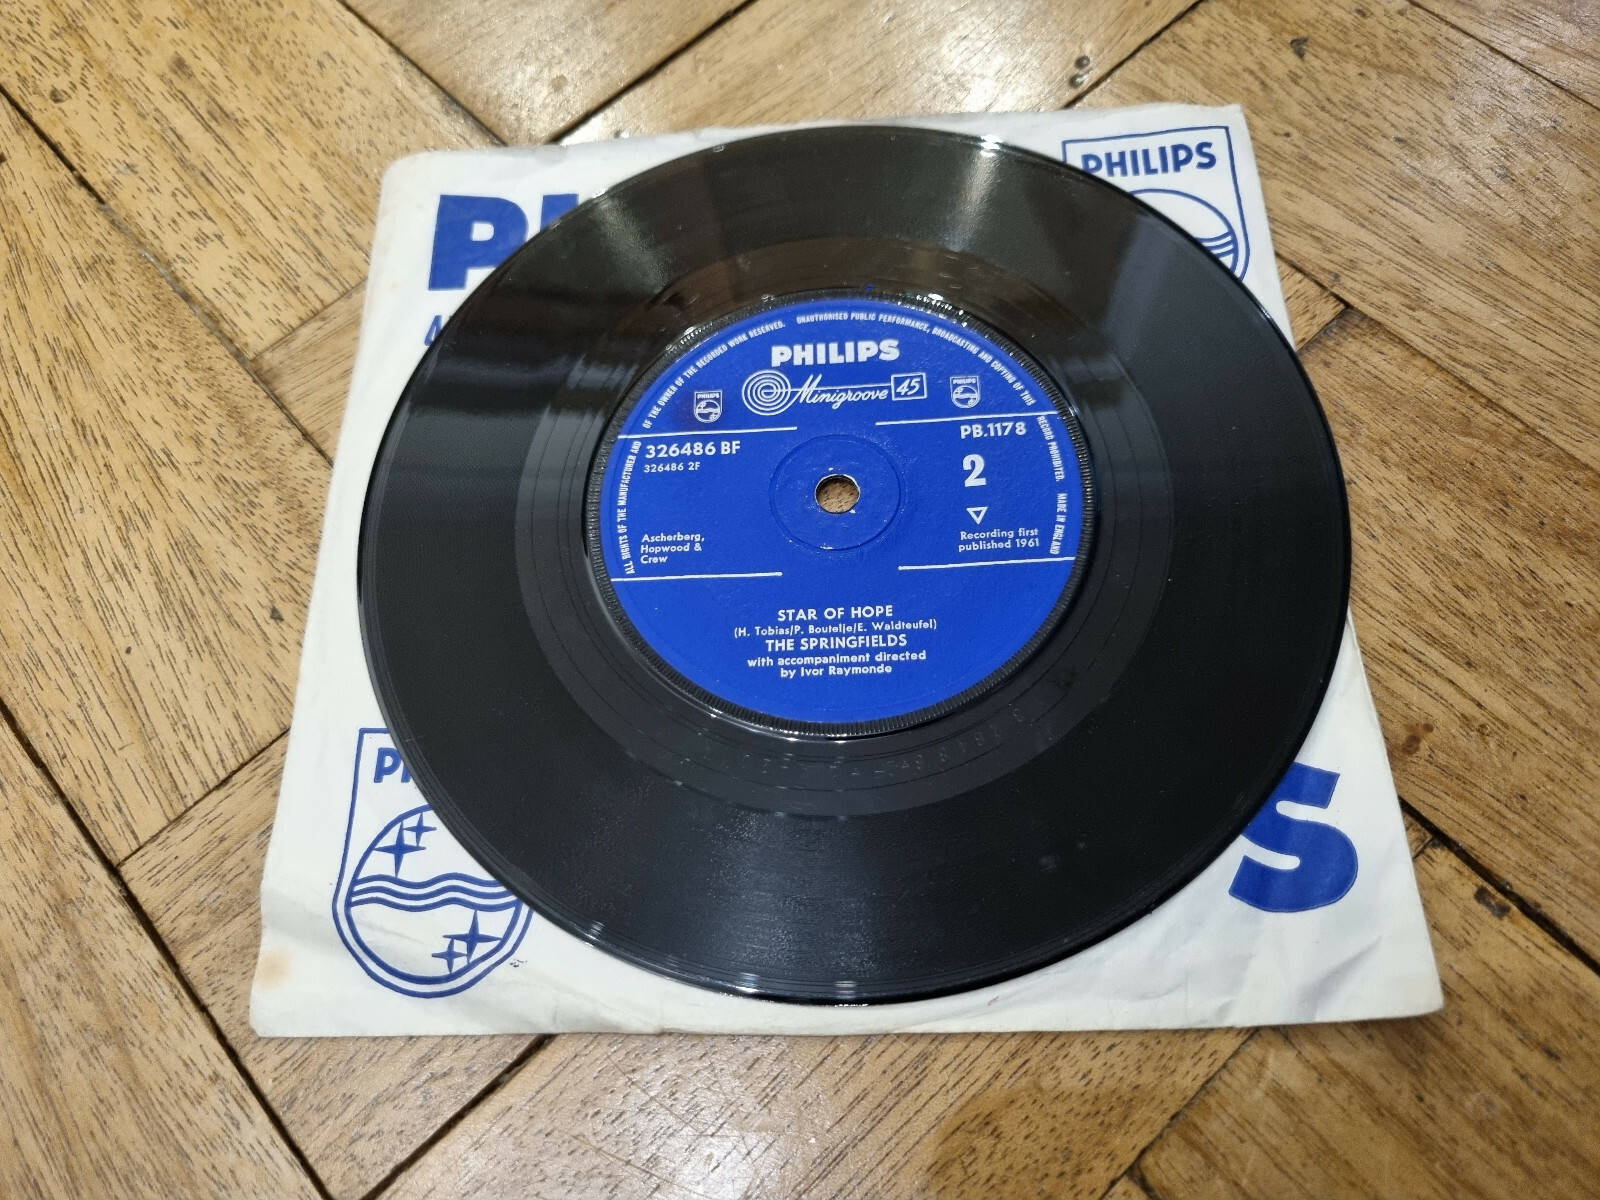 PHILIPS
ALL RIGHTS OF THE MANUFACTURER AND OF THE OWNER OF THE RECORDED WORK RESERVED. UNAUTHORISED PUBLIC PERFORMANCE, BROADCASTING AND COPYING OF THIS RECORD PROHIBITED. MADE IN ENGLAND
PHILIPS
Minigroove 45
PHILIPS
PHILIPS
326486 BF
326486 2F
PB.1178
2
Ascherberg,
Hopwood &
Crew
Recording first
published 1961
STAR OF HOPE
(H. Tobias/P. Boutelje/E. Waldteufel)
THE SPRINGFIELDS
with accompaniment directed
by Ivor Raymonde
S